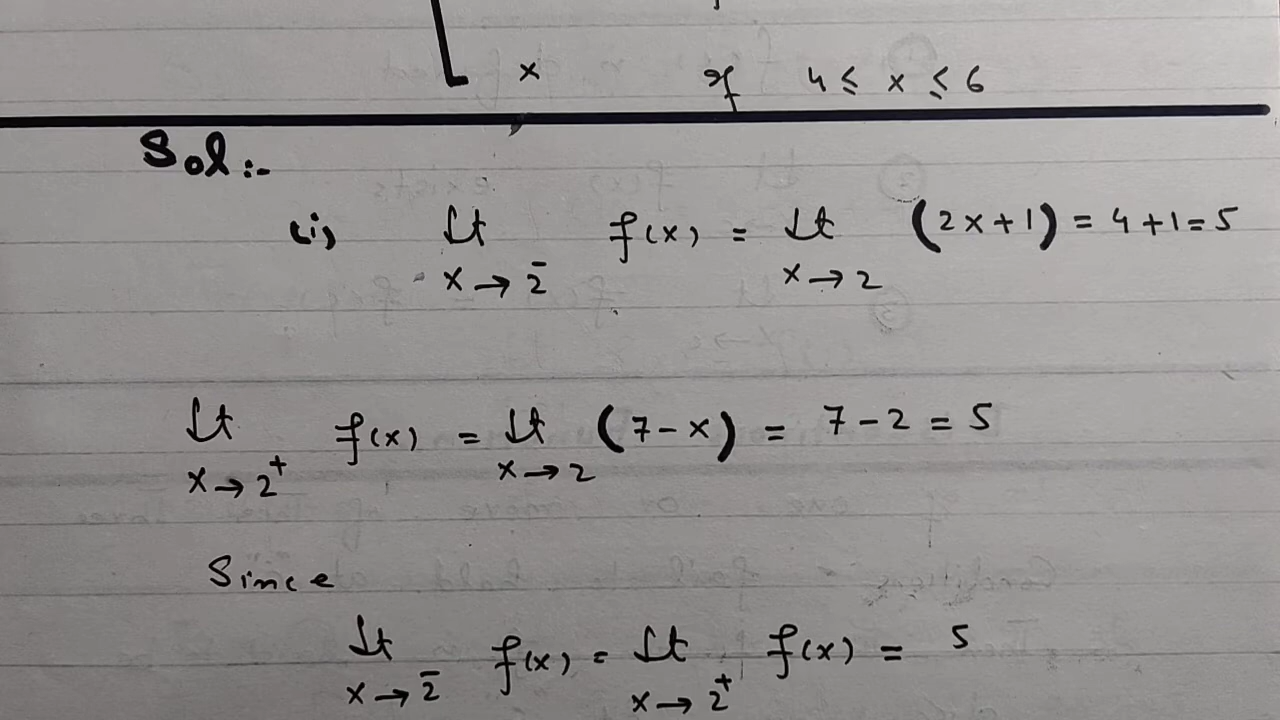 x if 4 ≤ x ≤ 6
Sol:-
(i) Lt f(x) = Lt (2x+1) = 4+1=5
x→2⁻ x→2
Lt f(x) = Lt (7-x) = 7-2 = 5
x→2⁺ x→2
Since
Lt f(x) = Lt f(x) = 5
x→2⁻ x→2⁺